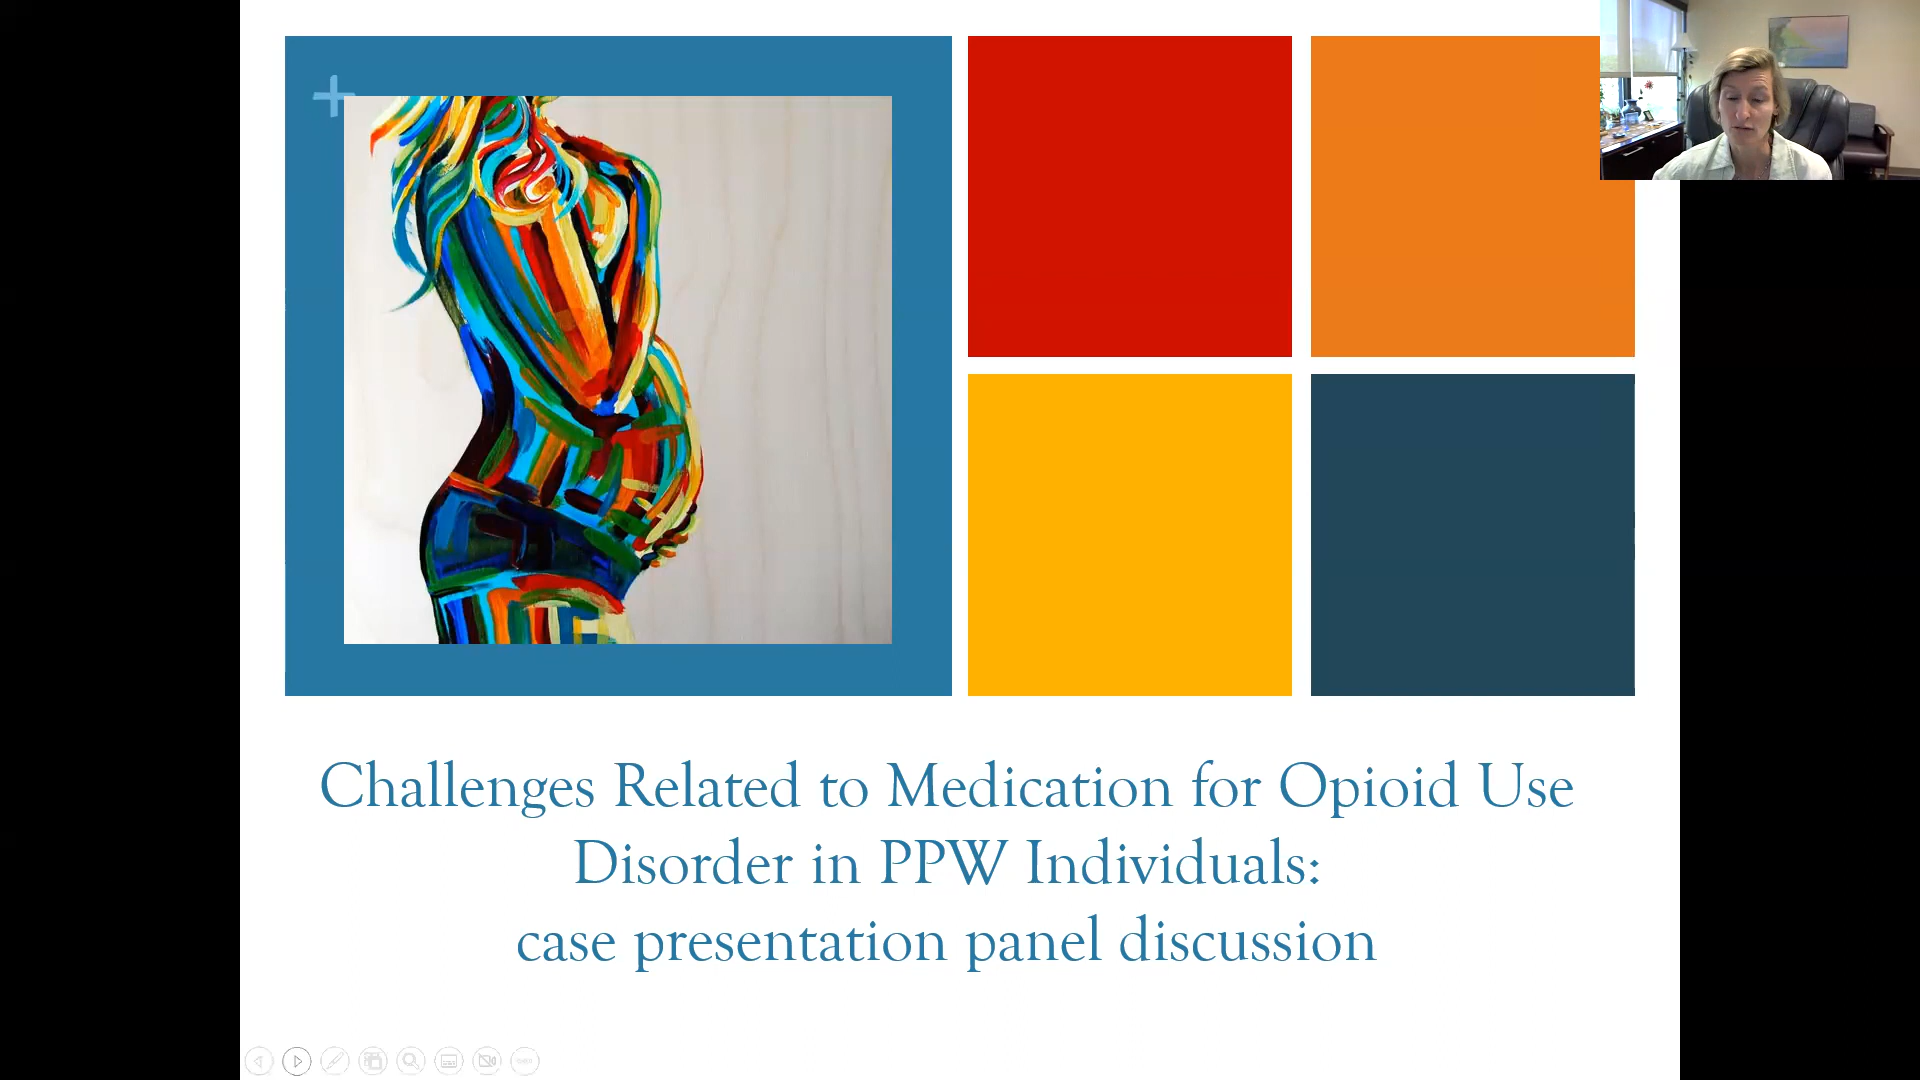 +
Challenges Related to Medication for Opioid Use
Disorder in PPW Individuals:
case presentation panel discussion